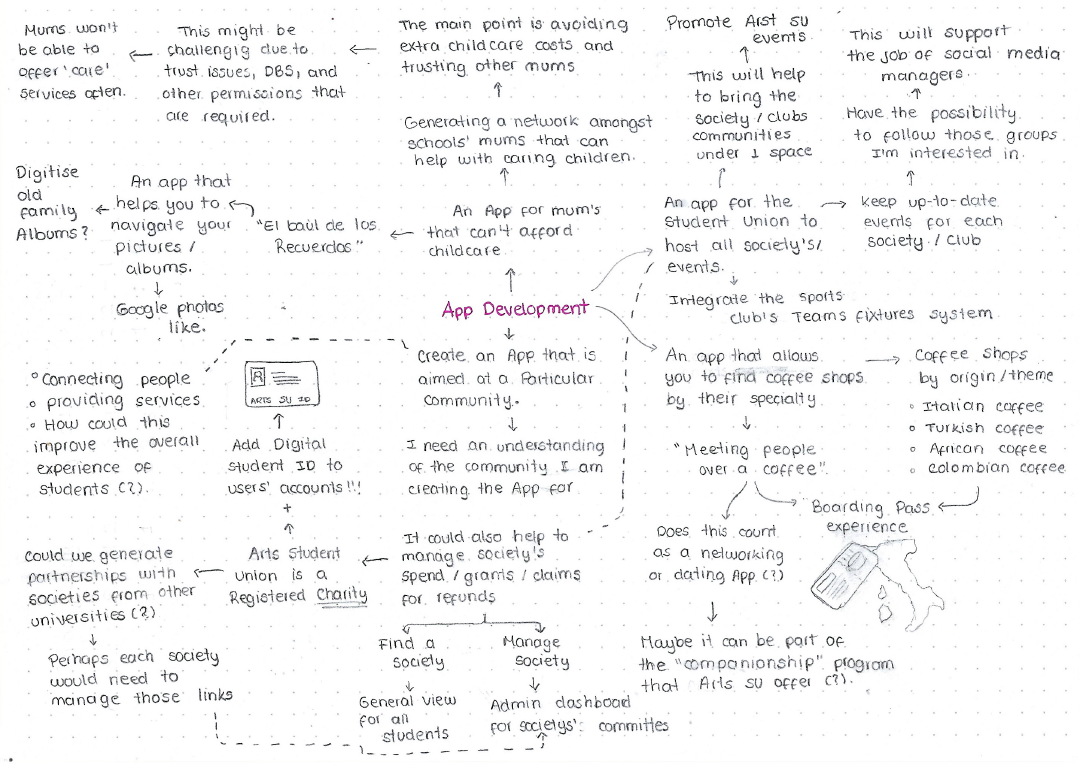 Mums won't
be able to
offer 'care'
services often.
This might be
challengig due to
trust issues, DBS, and
other permissions that
are required.
The main point is avoiding
extra childcare costs and
trusting other mums
Generating a network amongst
schools' mums that can
help with caring children.
An App for mum's
that can't afford
childcare
"El baúl de los
Recuerdos"
An app that
helps you to
navigate your
pictures /
albums.
Digitise
old
family
Albums?
Google photos
like.
Promote Arst su
events
This will help
to bring the
society / clubs
communities
under 1 space
This will support
the job of social media
managers.
Have the possibility
to follow those groups
I'm interested in.
An app for the
Student Union to
host all society's/
events.
keep up-to-date
events for each
society / club
Integrate the sports
club's Teams fixtures system
App Development
Create an App that is
aimed at a Particular
community.
I need an understanding
of the community I am
creating the App for
° Connecting people
° providing services
° How could this
improve the overall
experience of
students (?).
ARTS SU ID
Add Digital
Student ID to
users' accounts!!!
+
Arts Student
union is a
Registered Charity
It could also help to
manage society's
spend / grants / claims
for refunds
Could we generate
partnerships with
societies from other
universities (?)
Perhaps each society
would need to
manage those links
Find a
society
General view
for all
students
Manage
society
Admin dashboad
for societys' committes
An app that allows
you to find coffee shops
by their specialty
Coffee shops
by origin/theme
° Italian coffee
° Turkish coffee
° African coffee
° Colombian coffee
"Meeting people
over a coffee"
Boarding Pass
experience
Does this count
as a networking
or dating App (?)
Maybe it can be part of
the "companionship" program
that Arts su offer (?).